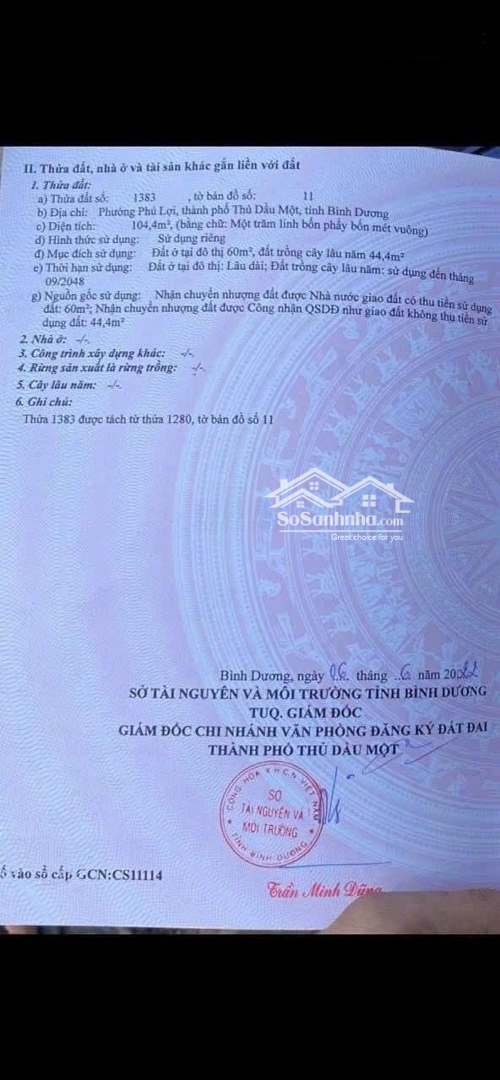 II. Thửa đất, nhà ở và tài sản khác gắn liền với đất
1. Thửa đất:
a) Thửa đất số: 1383 , tờ bản đồ số: 11
b) Địa chỉ: Phường Phú Lợi, thành phố Thủ Dầu Một, tỉnh Bình Dương
c) Diện tích: 104,4m², (bằng chữ: Một trăm linh bốn phẩy bốn mét vuông)
d) Hình thức sử dụng: Sử dụng riêng
đ) Mục đích sử dụng: Đất ở tại đô thị 60m², đất trồng cây lâu năm 44,4m²
e) Thời hạn sử dụng: Đất ở tại đô thị: Lâu dài; Đất trồng cây lâu năm: sử dụng đến tháng
09/2048
g) Nguồn gốc sử dụng: Nhận chuyển nhượng đất được Nhà nước giao đất có thu tiền sử dụng
đất: 60m²; Nhận chuyển nhượng đất được Công nhận QSDĐ như giao đất không thu tiền sử
dụng đất: 44,4m²
2. Nhà ở: -/-.
3. Công trình xây dựng khác: -/-.
4. Rừng sản xuất là rừng trồng: -/-.
5. Cây lâu năm: -/-.
6. Ghi chú:
Thửa 1383 được tách từ thửa 1280, tờ bản đồ số 11
SoSanhnha.com
Great choice for you
Bình Dương, ngày 06. tháng ..6. năm 2022
SỞ TÀI NGUYÊN VÀ MÔI TRƯỜNG TỈNH BÌNH DƯƠNG
TUQ. GIÁM ĐỐC
GIÁM ĐỐC CHI NHÁNH VĂN PHÒNG ĐĂNG KÝ ĐẤT ĐAI
THÀNH PHỐ THỦ DẦU MỘT
CỘNG HÒA XHCN VIỆT NAM
SỞ
TÀI NGUYÊN VÀ
MÔI TRƯỜNG
TỈNH BÌNH DƯƠNG
ố vào sổ cấp GCN:CS11114
Trần Minh Dũng